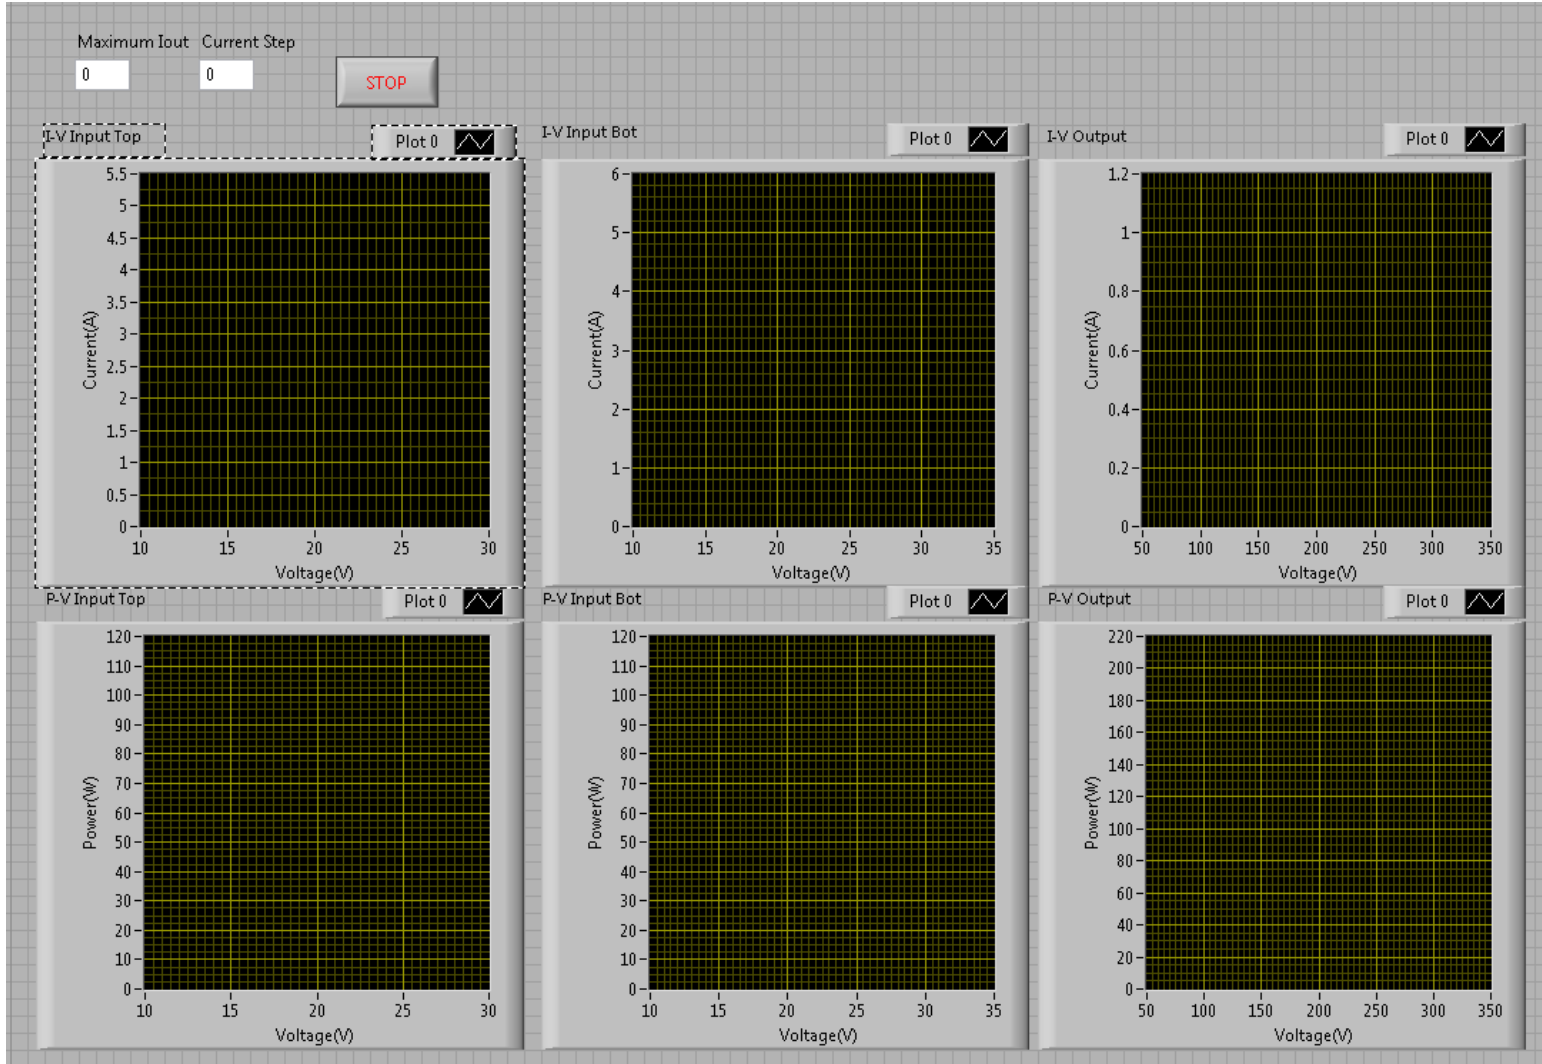 Maximum Iout Current Step
0 0
STOP
I-V Input Top
Plot 0
5.5
5
4.5
4
3.5
3
2.5
2
1.5
1
0.5
0
Current(A)
10 15 20 25 30
Voltage(V)
I-V Input Bot
Plot 0
6
5
4
3
2
1
0
Current(A)
10 15 20 25 30 35
Voltage(V)
I-V Output
Plot 0
1.2
1
0.8
0.6
0.4
0.2
0
Current(A)
50 100 150 200 250 300 350
Voltage(V)
P-V Input Top
Plot 0
120
110
100
90
80
70
60
50
40
30
20
10
0
Power(W)
10 15 20 25 30
Voltage(V)
P-V Input Bot
Plot 0
120
110
100
90
80
70
60
50
40
30
20
10
0
Power(W)
10 15 20 25 30 35
Voltage(V)
P-V Output
Plot 0
220
200
180
160
140
120
100
80
60
40
20
0
Power(W)
50 100 150 200 250 300 350
Voltage(V)